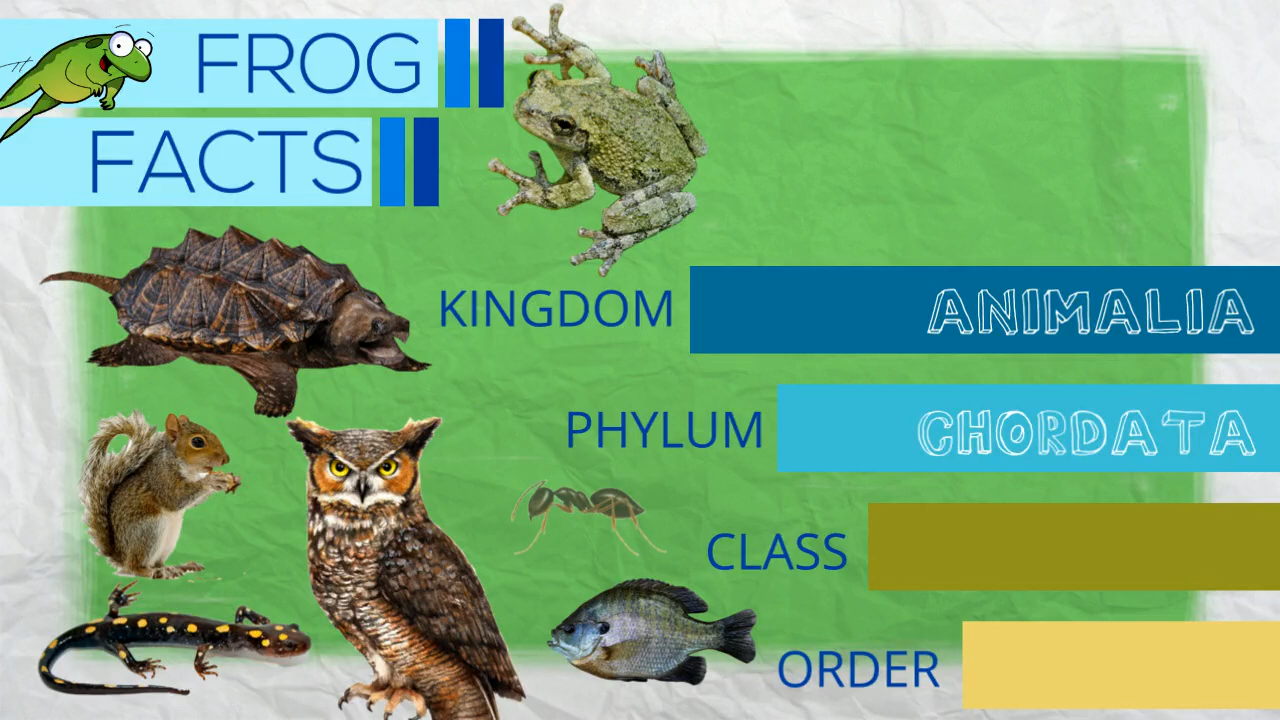 FROG
FACTS
KINGDOM ANIMALIA
PHYLUM CHORDATA
CLASS
ORDER